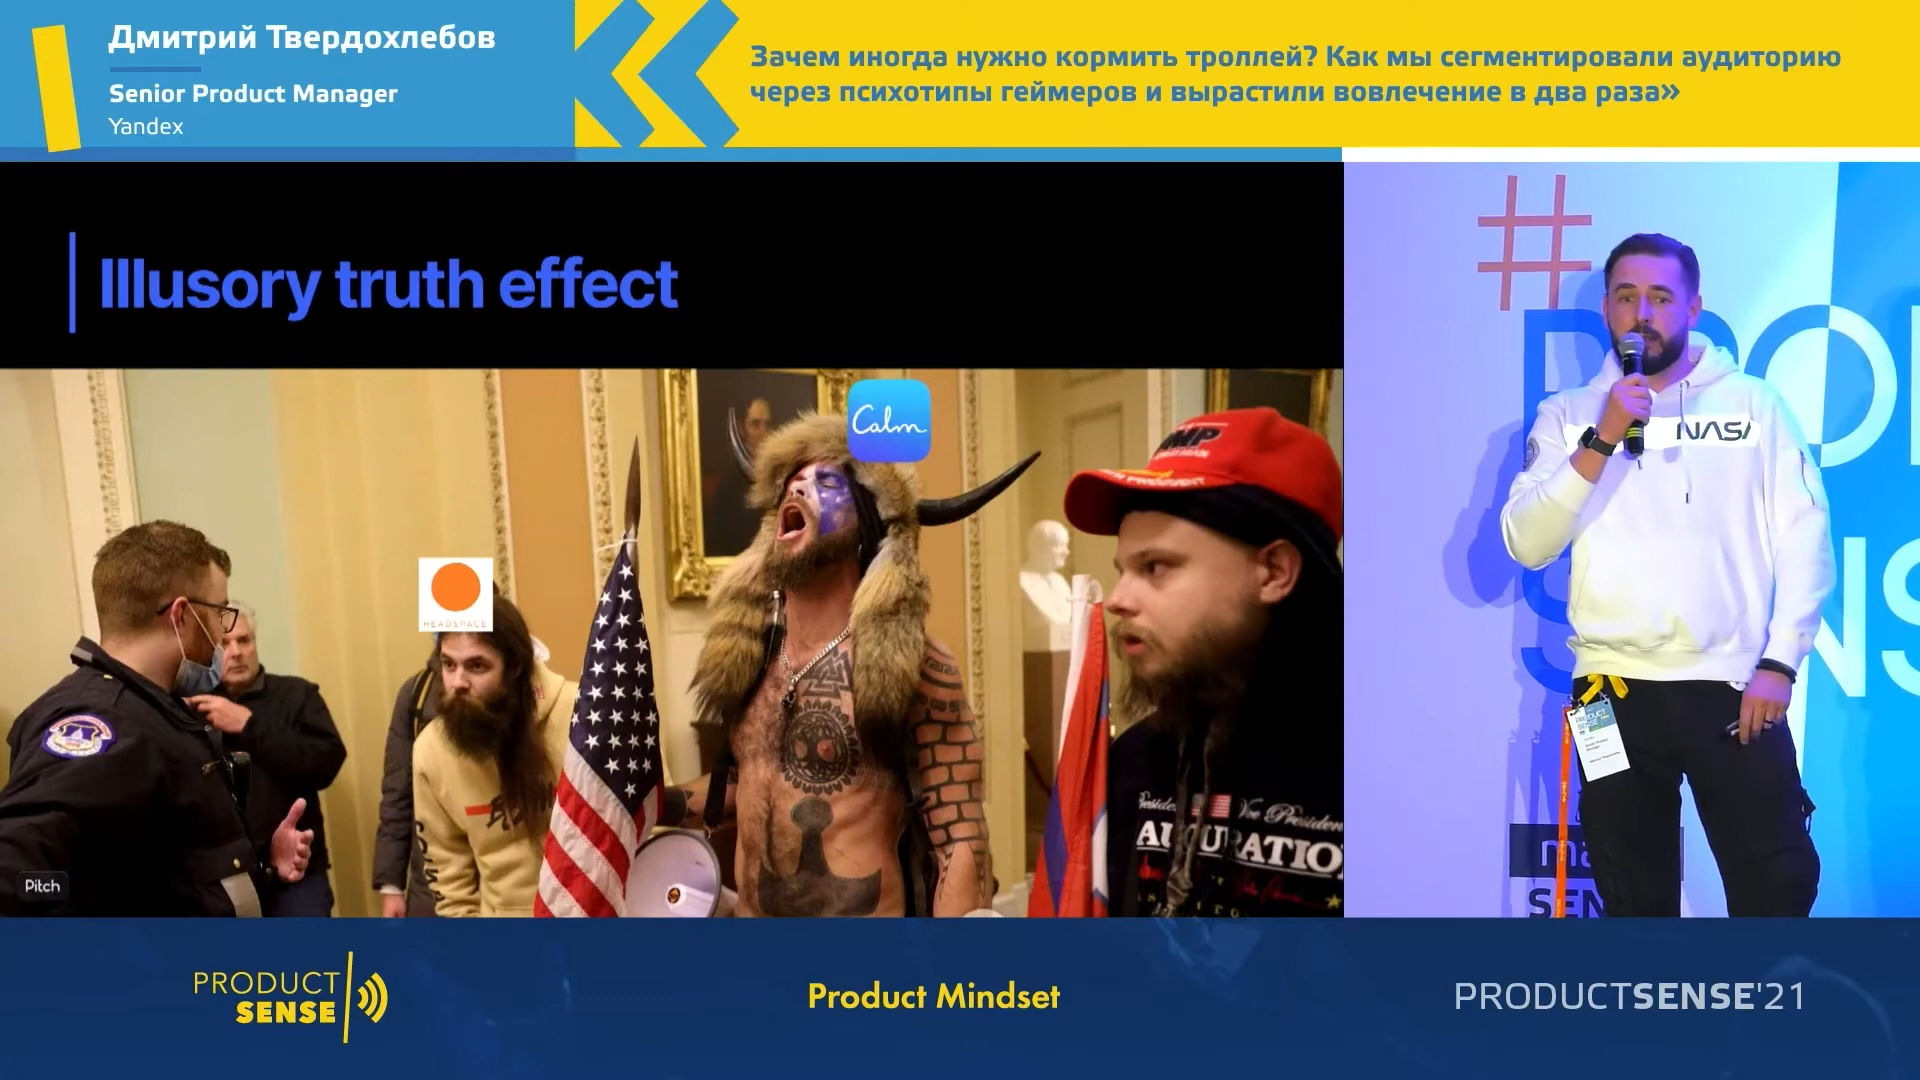 Дмитрий Твердохлебов
Senior Product Manager
Yandex
Зачем иногда нужно кормить троллей? Как мы сегментировали аудиторию
через психотипы геймеров и вырастили вовлечение в два раза»
Illusory truth effect
Calm
HEADSPACE
Pitch
AUGURATIO
NASA
#
PRODUCT
SENSE
Product Mindset
PRODUCTSENSE'21